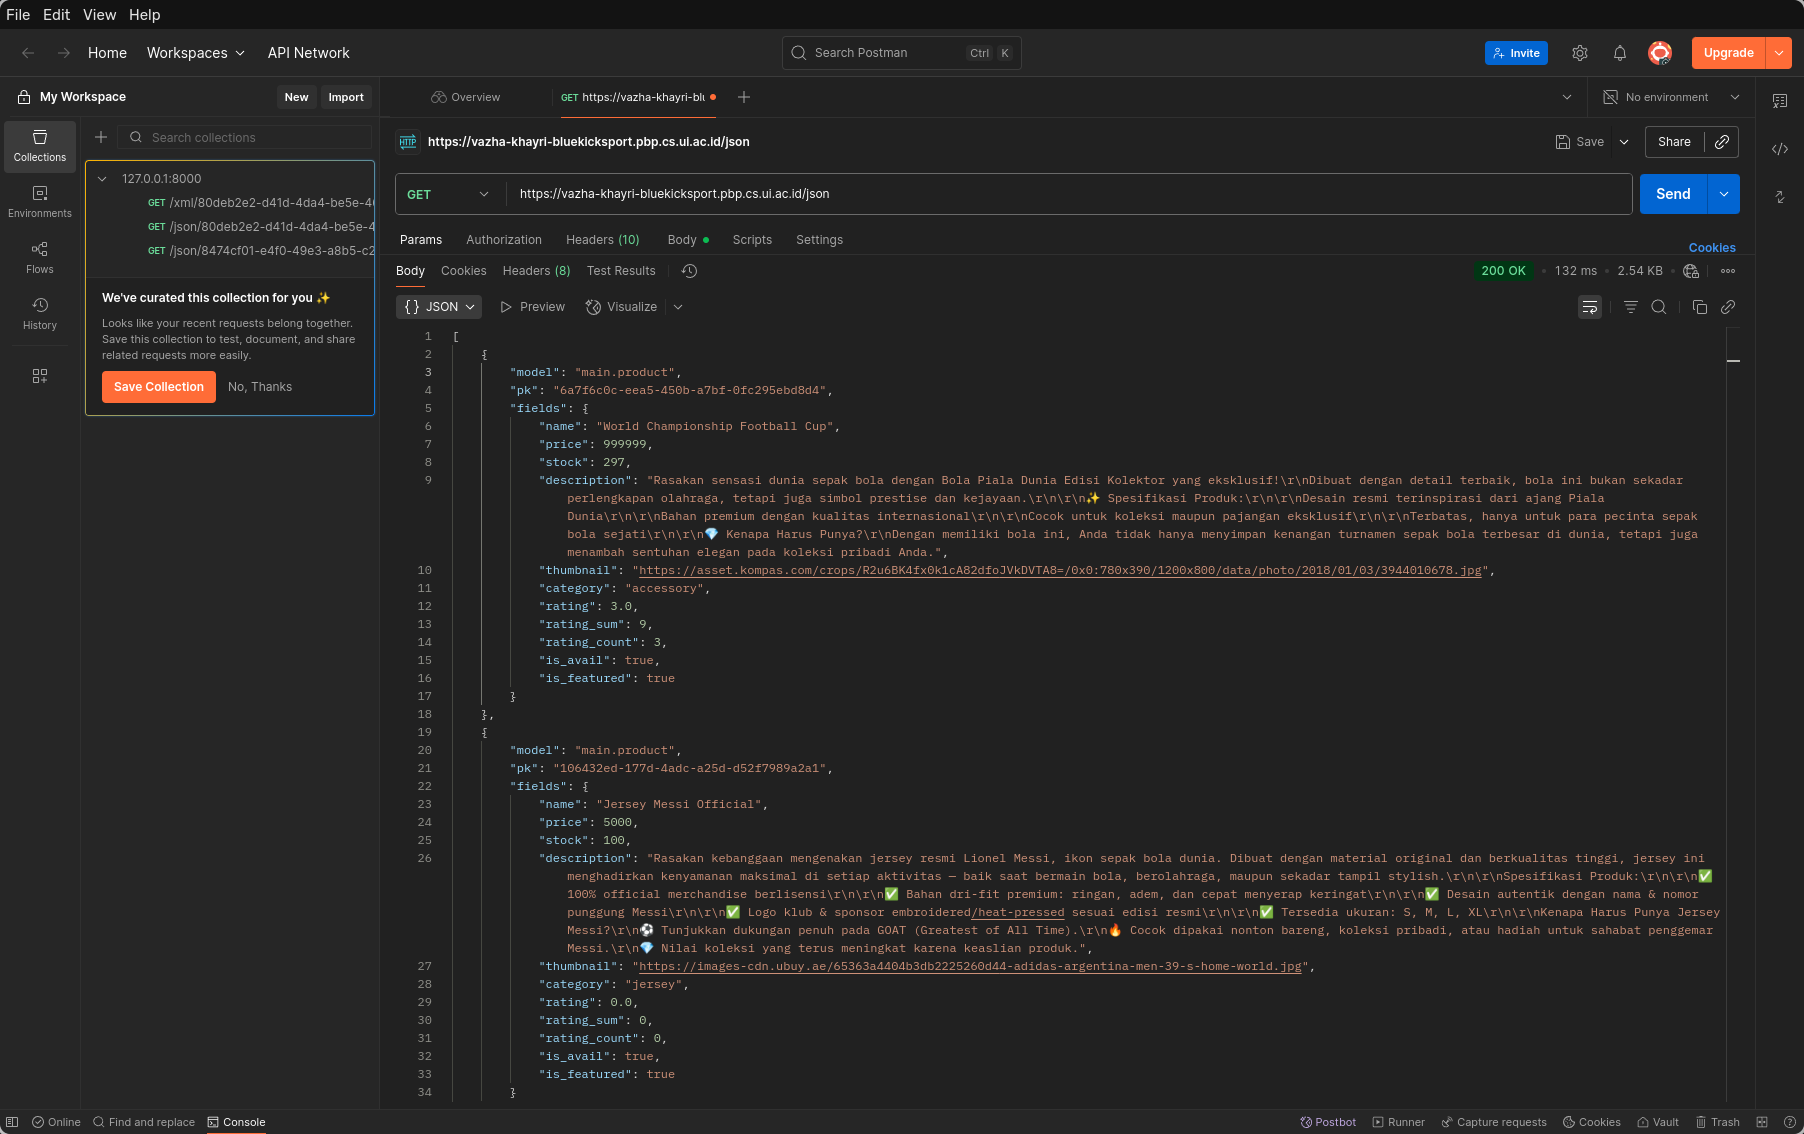 File Edit View Help
Home Workspaces API Network Search Postman Ctrl K Invite Upgrade
My Workspace New Import Overview GET https://vazha-khayri-blu No environment
Search collections
Collections
Environments
Flows
History
127.0.0.1:8000
GET /xml/80deb2e2-d41d-4da4-be5e-4
GET /json/80deb2e2-d41d-4da4-be5e-4
GET /json/8474cf01-e4f0-49e3-a8b5-c2
We've curated this collection for you ✨
Looks like your recent requests belong together.
Save this collection to test, document, and share
related requests more easily.
Save Collection No, Thanks
HTTP https://vazha-khayri-bluekicksport.pbp.cs.ui.ac.id/json Save Share
GET https://vazha-khayri-bluekicksport.pbp.cs.ui.ac.id/json Send
Params Authorization Headers (10) Body Scripts Settings Cookies
Body Cookies Headers (8) Test Results 200 OK 132 ms 2.54 KB
{} JSON Preview Visualize
1 [
2 {
3 "model": "main.product",
4 "pk": "6a7f6c0c-eea5-450b-a7bf-0fc295ebd8d4",
5 "fields": {
6 "name": "World Championship Football Cup",
7 "price": 999999,
8 "stock": 297,
9 "description": "Rasakan sensasi dunia sepak bola dengan Bola Piala Dunia Edisi Kolektor yang eksklusif!\r\nDibuat dengan detail terbaik, bola ini bukan sekadar
perlengkapan olahraga, tetapi juga simbol prestise dan kejayaan.\r\n\r\n✨ Spesifikasi Produk:\r\n\r\nDesain resmi terinspirasi dari ajang Piala
Dunia\r\n\r\nBahan premium dengan kualitas internasional\r\n\r\nCocok untuk koleksi maupun pajangan eksklusif\r\n\r\nTerbatas, hanya untuk para pecinta sepak
bola sejati\r\n\r\n💎 Kenapa Harus Punya?\r\nDengan memiliki bola ini, Anda tidak hanya menyimpan kenangan turnamen sepak bola terbesar di dunia, tetapi juga
menambah sentuhan elegan pada koleksi pribadi Anda.",
10 "thumbnail": "https://asset.kompas.com/crops/R2u6BK4fx0k1cA82dfoJVkDVTA8=/0x0:780x390/1200x800/data/photo/2018/01/03/3944010678.jpg",
11 "category": "accessory",
12 "rating": 3.0,
13 "rating_sum": 9,
14 "rating_count": 3,
15 "is_avail": true,
16 "is_featured": true
17 }
18 },
19 {
20 "model": "main.product",
21 "pk": "106432ed-177d-4adc-a25d-d52f7989a2a1",
22 "fields": {
23 "name": "Jersey Messi Official",
24 "price": 5000,
25 "stock": 100,
26 "description": "Rasakan kebanggaan mengenakan jersey resmi Lionel Messi, ikon sepak bola dunia. Dibuat dengan material original dan berkualitas tinggi, jersey ini
menghadirkan kenyamanan maksimal di setiap aktivitas — baik saat bermain bola, berolahraga, maupun sekadar tampil stylish.\r\n\r\nSpesifikasi Produk:\r\n\r\n✅
100% official merchandise berlisensi\r\n\r\n✅ Bahan dri-fit premium: ringan, adem, dan cepat menyerap keringat\r\n\r\n✅ Desain autentik dengan nama & nomor
punggung Messi\r\n\r\n✅ Logo klub & sponsor embroidered/heat-pressed sesuai edisi resmi\r\n\r\n✅ Tersedia ukuran: S, M, L, XL\r\n\r\nKenapa Harus Punya Jersey
Messi?\r\n⚽ Tunjukkan dukungan penuh pada GOAT (Greatest of All Time).\r\n🔥 Cocok dipakai nonton bareng, koleksi pribadi, atau hadiah untuk sahabat penggemar
Messi.\r\n💎 Nilai koleksi yang terus meningkat karena keaslian produk.",
27 "thumbnail": "https://images-cdn.ubuy.ae/65363a4404b3db2225260d44-adidas-argentina-men-39-s-home-world.jpg",
28 "category": "jersey",
29 "rating": 0.0,
30 "rating_sum": 0,
31 "rating_count": 0,
32 "is_avail": true,
33 "is_featured": true
34 }
Online Find and replace Console Postbot Runner Capture requests Cookies Vault Trash